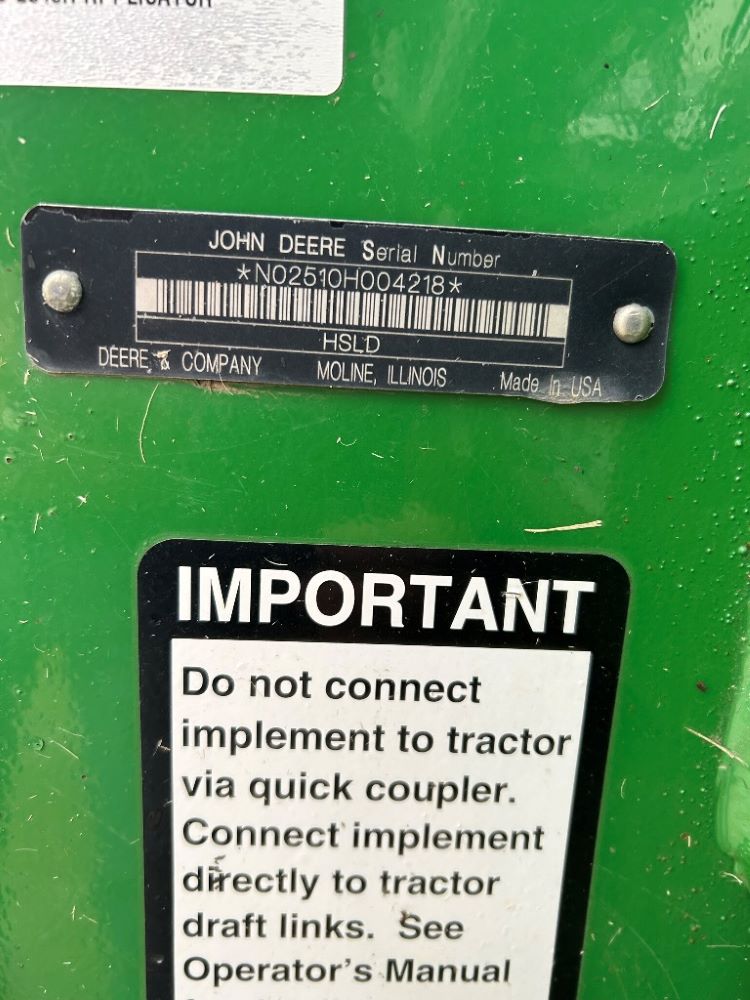 APPLICATOR
JOHN DEERE Serial Number
*N02510H004218*
HSLD
DEERE & COMPANY MOLINE, ILLINOIS Made In USA
IMPORTANT
Do not connect
implement to tractor
via quick coupler.
Connect implement
directly to tractor
draft links. See
Operator's Manual